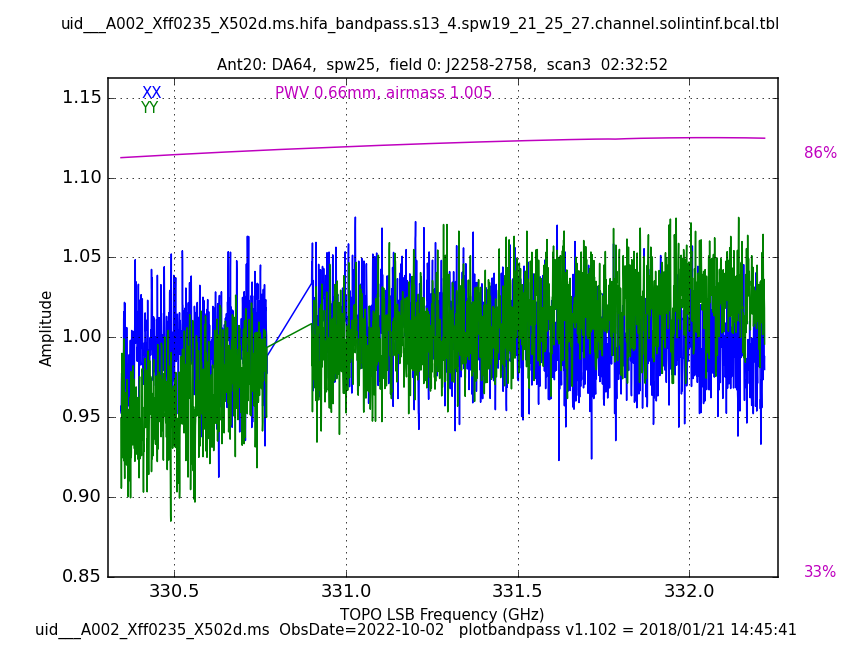 uid___A002_Xff0235_X502d.ms.hifa_bandpass.s13_4.spw19_21_25_27.channel.solintinf.bcal.tbl
Ant20: DA64, spw25, field 0: J2258-2758, scan3 02:32:52
XX
YY
PWV 0.66mm, airmass 1.005
1.15
1.10
1.05
1.00
0.95
0.90
0.85
Amplitude
86%
33%
330.5 331.0 331.5 332.0
TOPO LSB Frequency (GHz)
uid___A002_Xff0235_X502d.ms ObsDate=2022-10-02 plotbandpass v1.102 = 2018/01/21 14:45:41